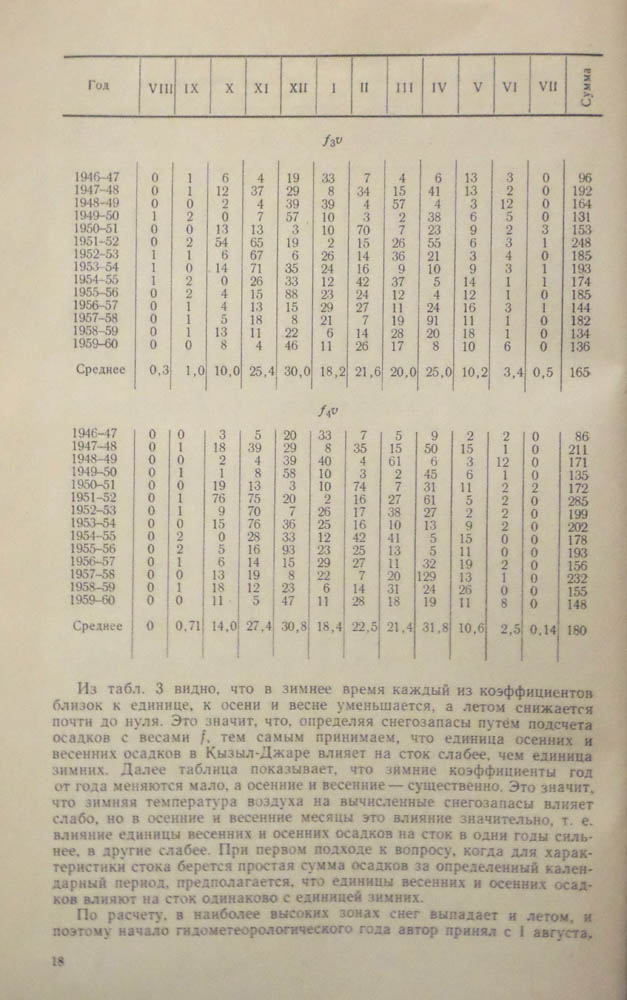 Год VIII IX X XI XII I II III IV V VI VII Сумма
f₃v
1946–47 0 1 6 4 19 33 7 4 6 13 3 0 96
1947–48 0 1 12 37 29 8 34 15 41 13 2 0 192
1948–49 0 0 2 4 39 39 4 57 4 3 12 0 164
1949–50 1 2 0 7 57 10 3 2 38 6 5 0 131
1950–51 0 0 13 13 3 10 70 7 23 9 2 3 153
1951–52 0 2 54 65 19 2 15 26 55 6 3 1 248
1952–53 1 1 6 67 6 26 14 36 21 3 4 0 185
1953–54 1 0 14 71 35 24 16 9 10 9 3 1 193
1954–55 1 2 0 26 33 12 42 37 5 14 1 1 174
1955–56 0 2 4 15 88 23 24 12 4 12 1 0 185
1956–57 0 1 4 13 15 29 27 11 24 16 3 1 144
1957–58 0 1 5 18 8 21 7 19 91 11 1 0 182
1958–59 0 1 13 11 22 6 14 28 20 18 1 0 134
1959–60 0 0 8 4 46 11 26 17 8 10 6 0 136
Среднее 0,3 1,0 10,0 25,4 30,0 18,2 21,6 20,0 25,0 10,2 3,4 0,5 165
f₄v
1946–47 0 0 3 5 20 33 7 5 9 2 2 0 86
1947–48 0 1 18 39 29 8 35 15 50 15 1 0 211
1948–49 0 0 2 4 39 40 4 61 6 3 12 0 171
1949–50 0 1 1 8 58 10 3 2 45 6 1 0 135
1950–51 0 0 19 13 3 10 74 7 31 11 2 2 172
1951–52 0 1 76 75 20 2 16 27 61 5 2 0 285
1952–53 0 1 9 70 7 26 17 38 27 2 2 0 199
1953–54 0 0 15 76 36 25 16 10 13 9 2 0 202
1954–55 0 2 0 28 33 12 42 41 5 15 0 0 178
1955–56 0 2 5 16 93 23 25 13 5 11 0 0 193
1956–57 0 1 6 14 15 29 27 11 32 19 2 0 156
1957–58 0 0 13 19 8 22 7 20 129 13 1 0 232
1958–59 0 1 18 12 23 6 14 31 24 26 0 0 155
1959–60 0 0 11 5 47 11 28 18 19 11 8 0 148
Среднее 0 0,71 14,0 27,4 30,8 18,4 22,5 21,4 31,8 10,6 2,5 0,14 180
Из табл. 3 видно, что в зимнее время каждый из коэффициентов
близок к единице, к осени и весне уменьшается, а летом снижается
почти до нуля. Это значит, что, определяя снегозапасы путем подсчета
осадков с весами f, тем самым принимаем, что единица осенних и
весенних осадков в Кызыл-Джаре влияет на сток слабее, чем единица
зимних. Далее таблица показывает, что зимние коэффициенты год
от года меняются мало, а осенние и весенние — существенно. Это значит,
что зимняя температура воздуха на вычисленные снегозапасы влияет
слабо, но в осенние и весенние месяцы это влияние значительно, т. е.
влияние единицы весенних и осенних осадков на сток в одни годы силь-
нее, в другие слабее. При первом подходе к вопросу, когда для харак-
теристики стока берется простая сумма осадков за определенный кален-
дарный период, предполагается, что единицы весенних и осенних осад-
ков влияют на сток одинаково с единицей зимних.
По расчету, в наиболее высоких зонах снег выпадает и летом, и
поэтому начало гидометеорологического года автор принял с 1 августа,
18